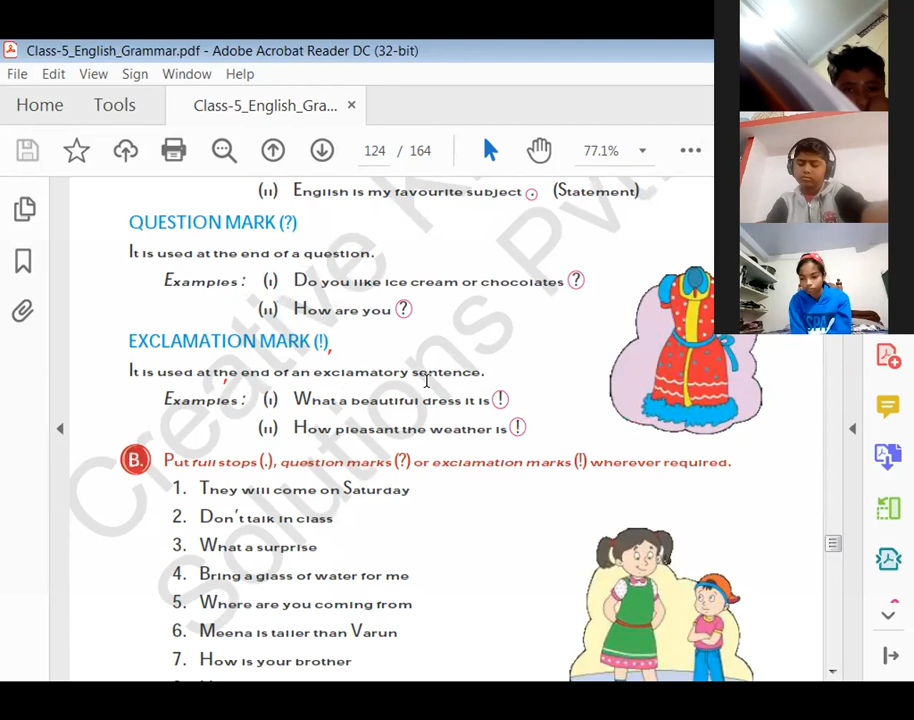 Class-5_English_Grammar.pdf - Adobe Acrobat Reader DC (32-bit)
File Edit View Sign Window Help
Home Tools Class-5_English_Gra... ×
124 / 164 77.1%
(ii) English is my favourite subject . (Statement)
QUESTION MARK (?)
It is used at the end of a question.
Examples : (i) Do you like ice cream or chocolates ?
(ii) How are you ?
EXCLAMATION MARK (!)
It is used at the end of an exclamatory sentence.
Examples : (i) What a beautiful dress it is !
(ii) How pleasant the weather is !
B. Put full stops (.), question marks (?) or exclamation marks (!) wherever required.
1. They will come on Saturday
2. Don't talk in class
3. What a surprise
4. Bring a glass of water for me
5. Where are you coming from
6. Meena is taller than Varun
7. How is your brother
Creative K
Solutions Pvt